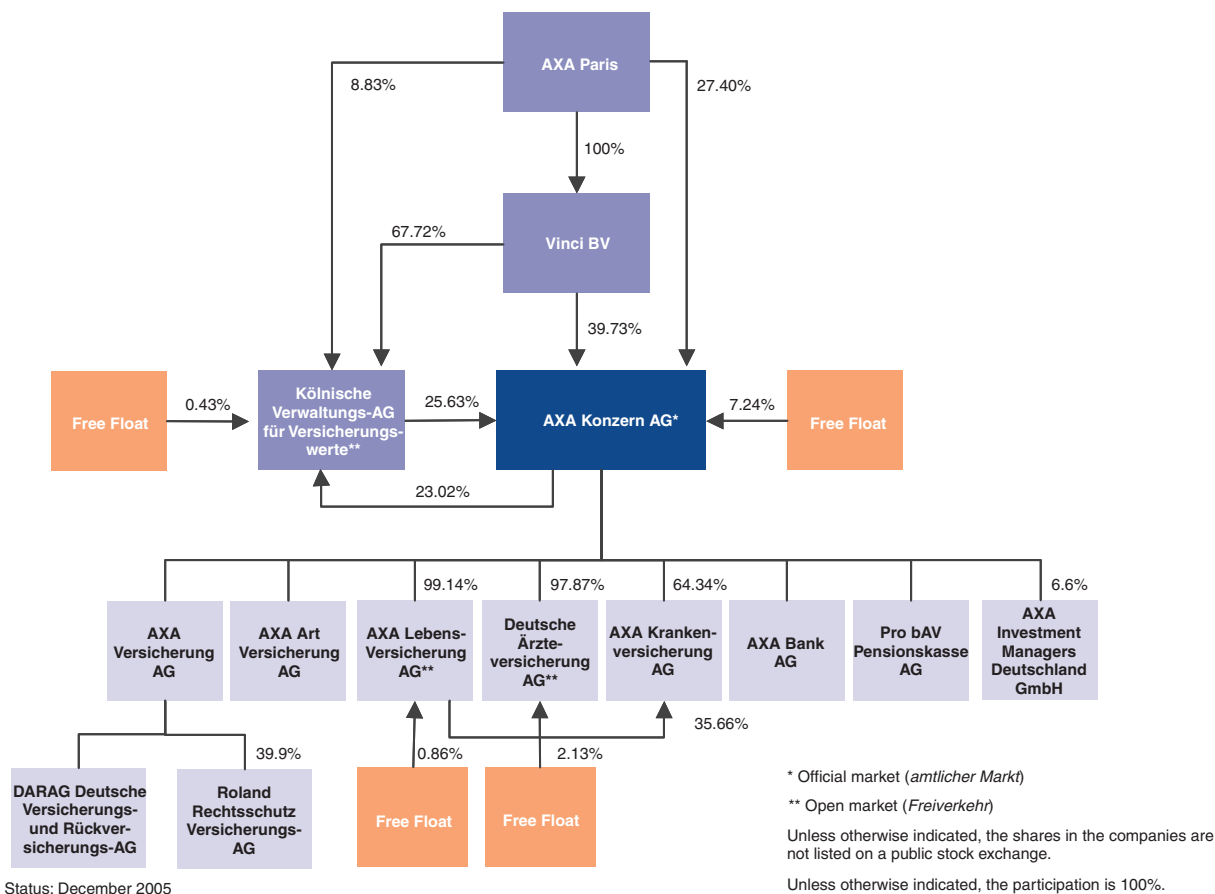 AXA Paris
8.83%
27.40%
100%
67.72%
Vinci BV
39.73%
Free Float
0.43%
Kölnische
Verwaltungs-AG
für Versicherungs-
werte**
25.63%
AXA Konzern AG*
7.24%
Free Float
23.02%
99.14%
97.87%
64.34%
6.6%
AXA
Versicherung
AG
AXA Art
Versicherung
AG
AXA Lebens-
Versicherung
AG**
Deutsche
Ärzte-
versicherung
AG**
AXA Kranken-
versicherung
AG
AXA Bank
AG
Pro bAV
Pensionskasse
AG
AXA
Investment
Managers
Deutschland
GmbH
35.66%
39.9%
0.86%
2.13%
DARAG Deutsche
Versicherungs-
und Rückver-
sicherungs-AG
Roland
Rechtsschutz
Versicherungs-
AG
Free Float
Free Float
* Official market (amtlicher Markt)
** Open market (Freiverkehr)
Unless otherwise indicated, the shares in the companies are
not listed on a public stock exchange.
Unless otherwise indicated, the participation is 100%.
Status: December 2005